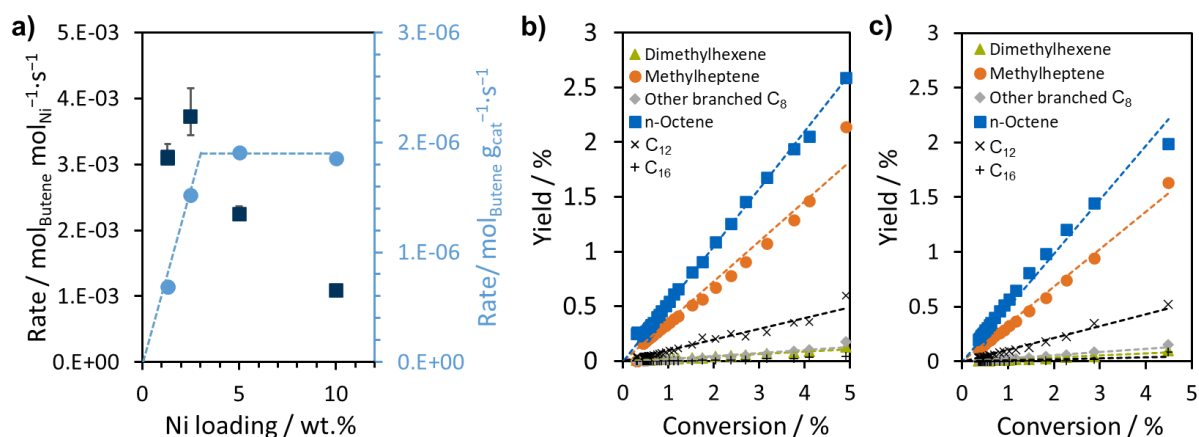 a)
5.E-03
4.E-03
3.E-03
2.E-03
1.E-03
0.E+00
Rate / mol_Butene mol_Ni⁻¹·s⁻¹
0
5
10
Ni loading / wt.%
3.E-06
2.E-06
1.E-06
0.E+00
Rate/ mol_Butene g_cat⁻¹·s⁻¹
b)
3
2.5
2
1.5
1
0.5
0
Yield / %
Dimethylhexene
Methylheptene
Other branched C₈
n-Octene
C₁₂
C₁₆
0
1
2
3
4
5
Conversion / %
c)
3
2.5
2
1.5
1
0.5
0
Yield / %
Dimethylhexene
Methylheptene
Other branched C₈
n-Octene
C₁₂
C₁₆
0
1
2
3
4
5
Conversion / %